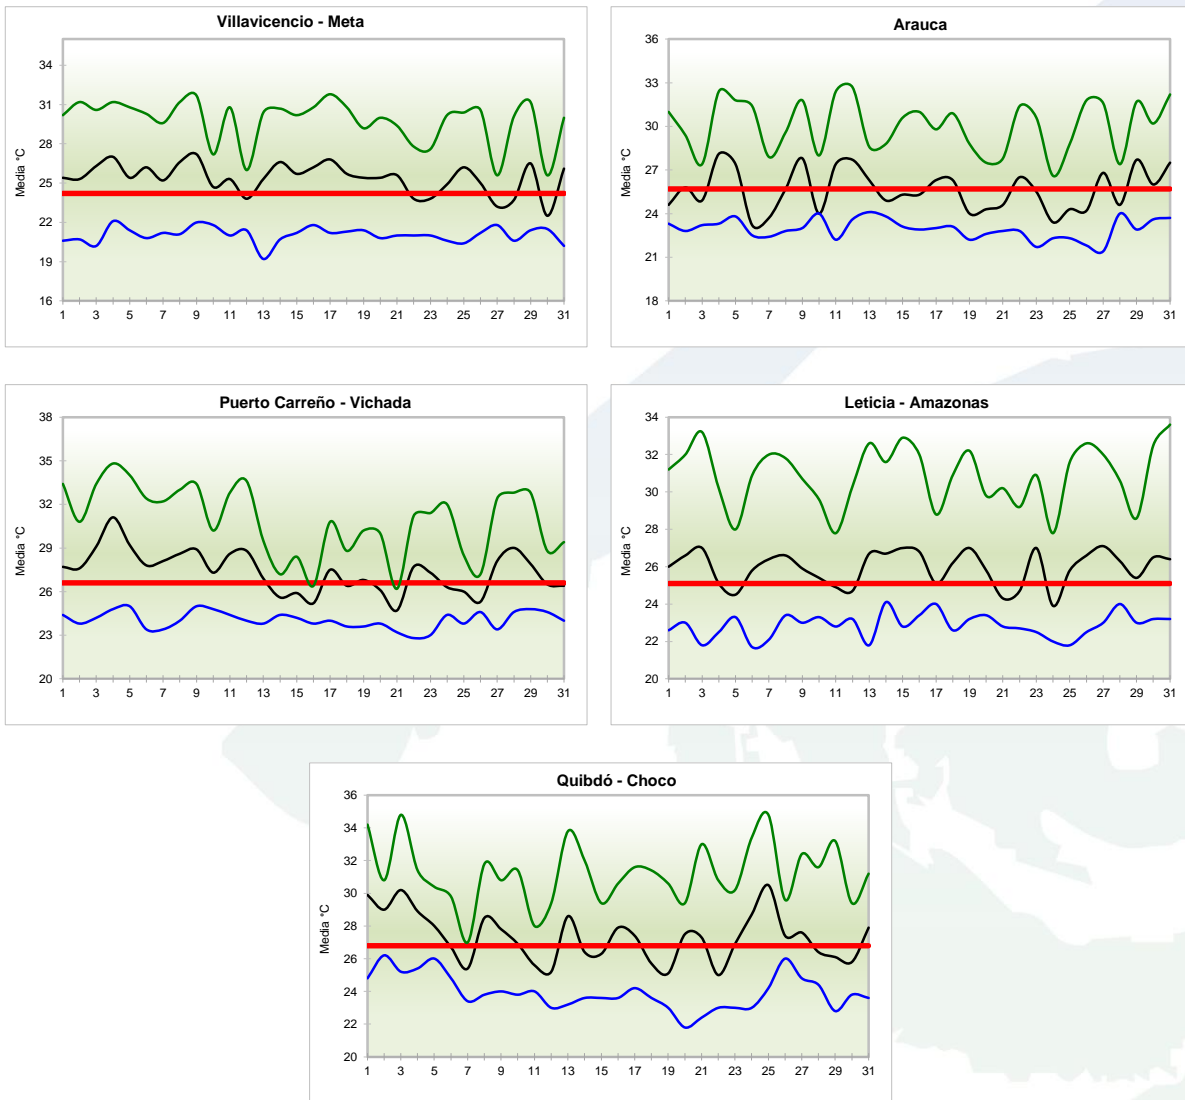 Villavicencio - Meta
Media °C
34
31
28
25
22
19
16
1 3 5 7 9 11 13 15 17 19 21 23 25 27 29 31
Arauca
Media °C
36
33
30
27
24
21
18
1 3 5 7 9 11 13 15 17 19 21 23 25 27 29 31
Puerto Carreño - Vichada
Media °C
38
35
32
29
26
23
20
1 3 5 7 9 11 13 15 17 19 21 23 25 27 29 31
Leticia - Amazonas
Media °C
34
32
30
28
26
24
22
20
1 3 5 7 9 11 13 15 17 19 21 23 25 27 29 31
Quibdó - Choco
Media °C
36
34
32
30
28
26
24
22
20
1 3 5 7 9 11 13 15 17 19 21 23 25 27 29 31